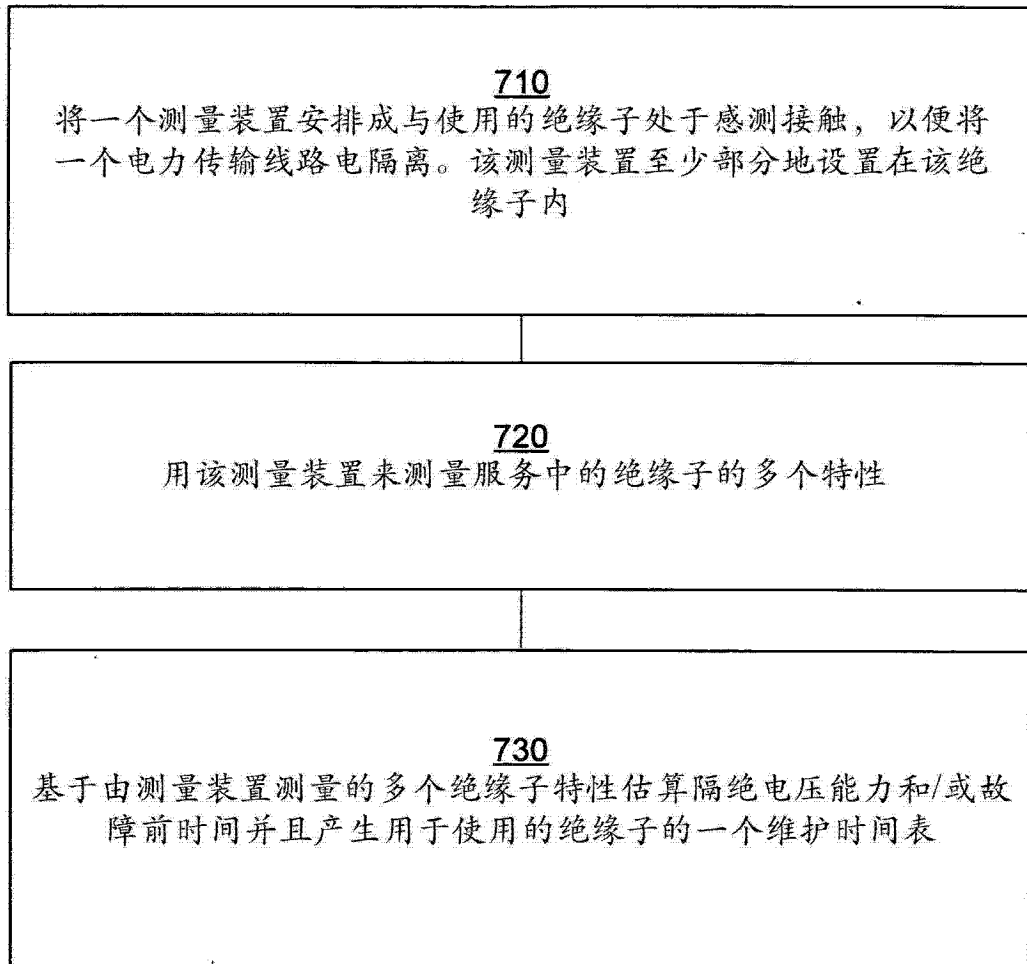 710
将一个测量装置安排成与使用的绝缘子处于感测接触，以便将
一个电力传输线路电隔离。该测量装置至少部分地设置在该绝
缘子内
720
用该测量装置来测量服务中的绝缘子的多个特性
730
基于由测量装置测量的多个绝缘子特性估算隔绝电压能力和/或故
障前时间并且产生用于使用的绝缘子的一个维护时间表